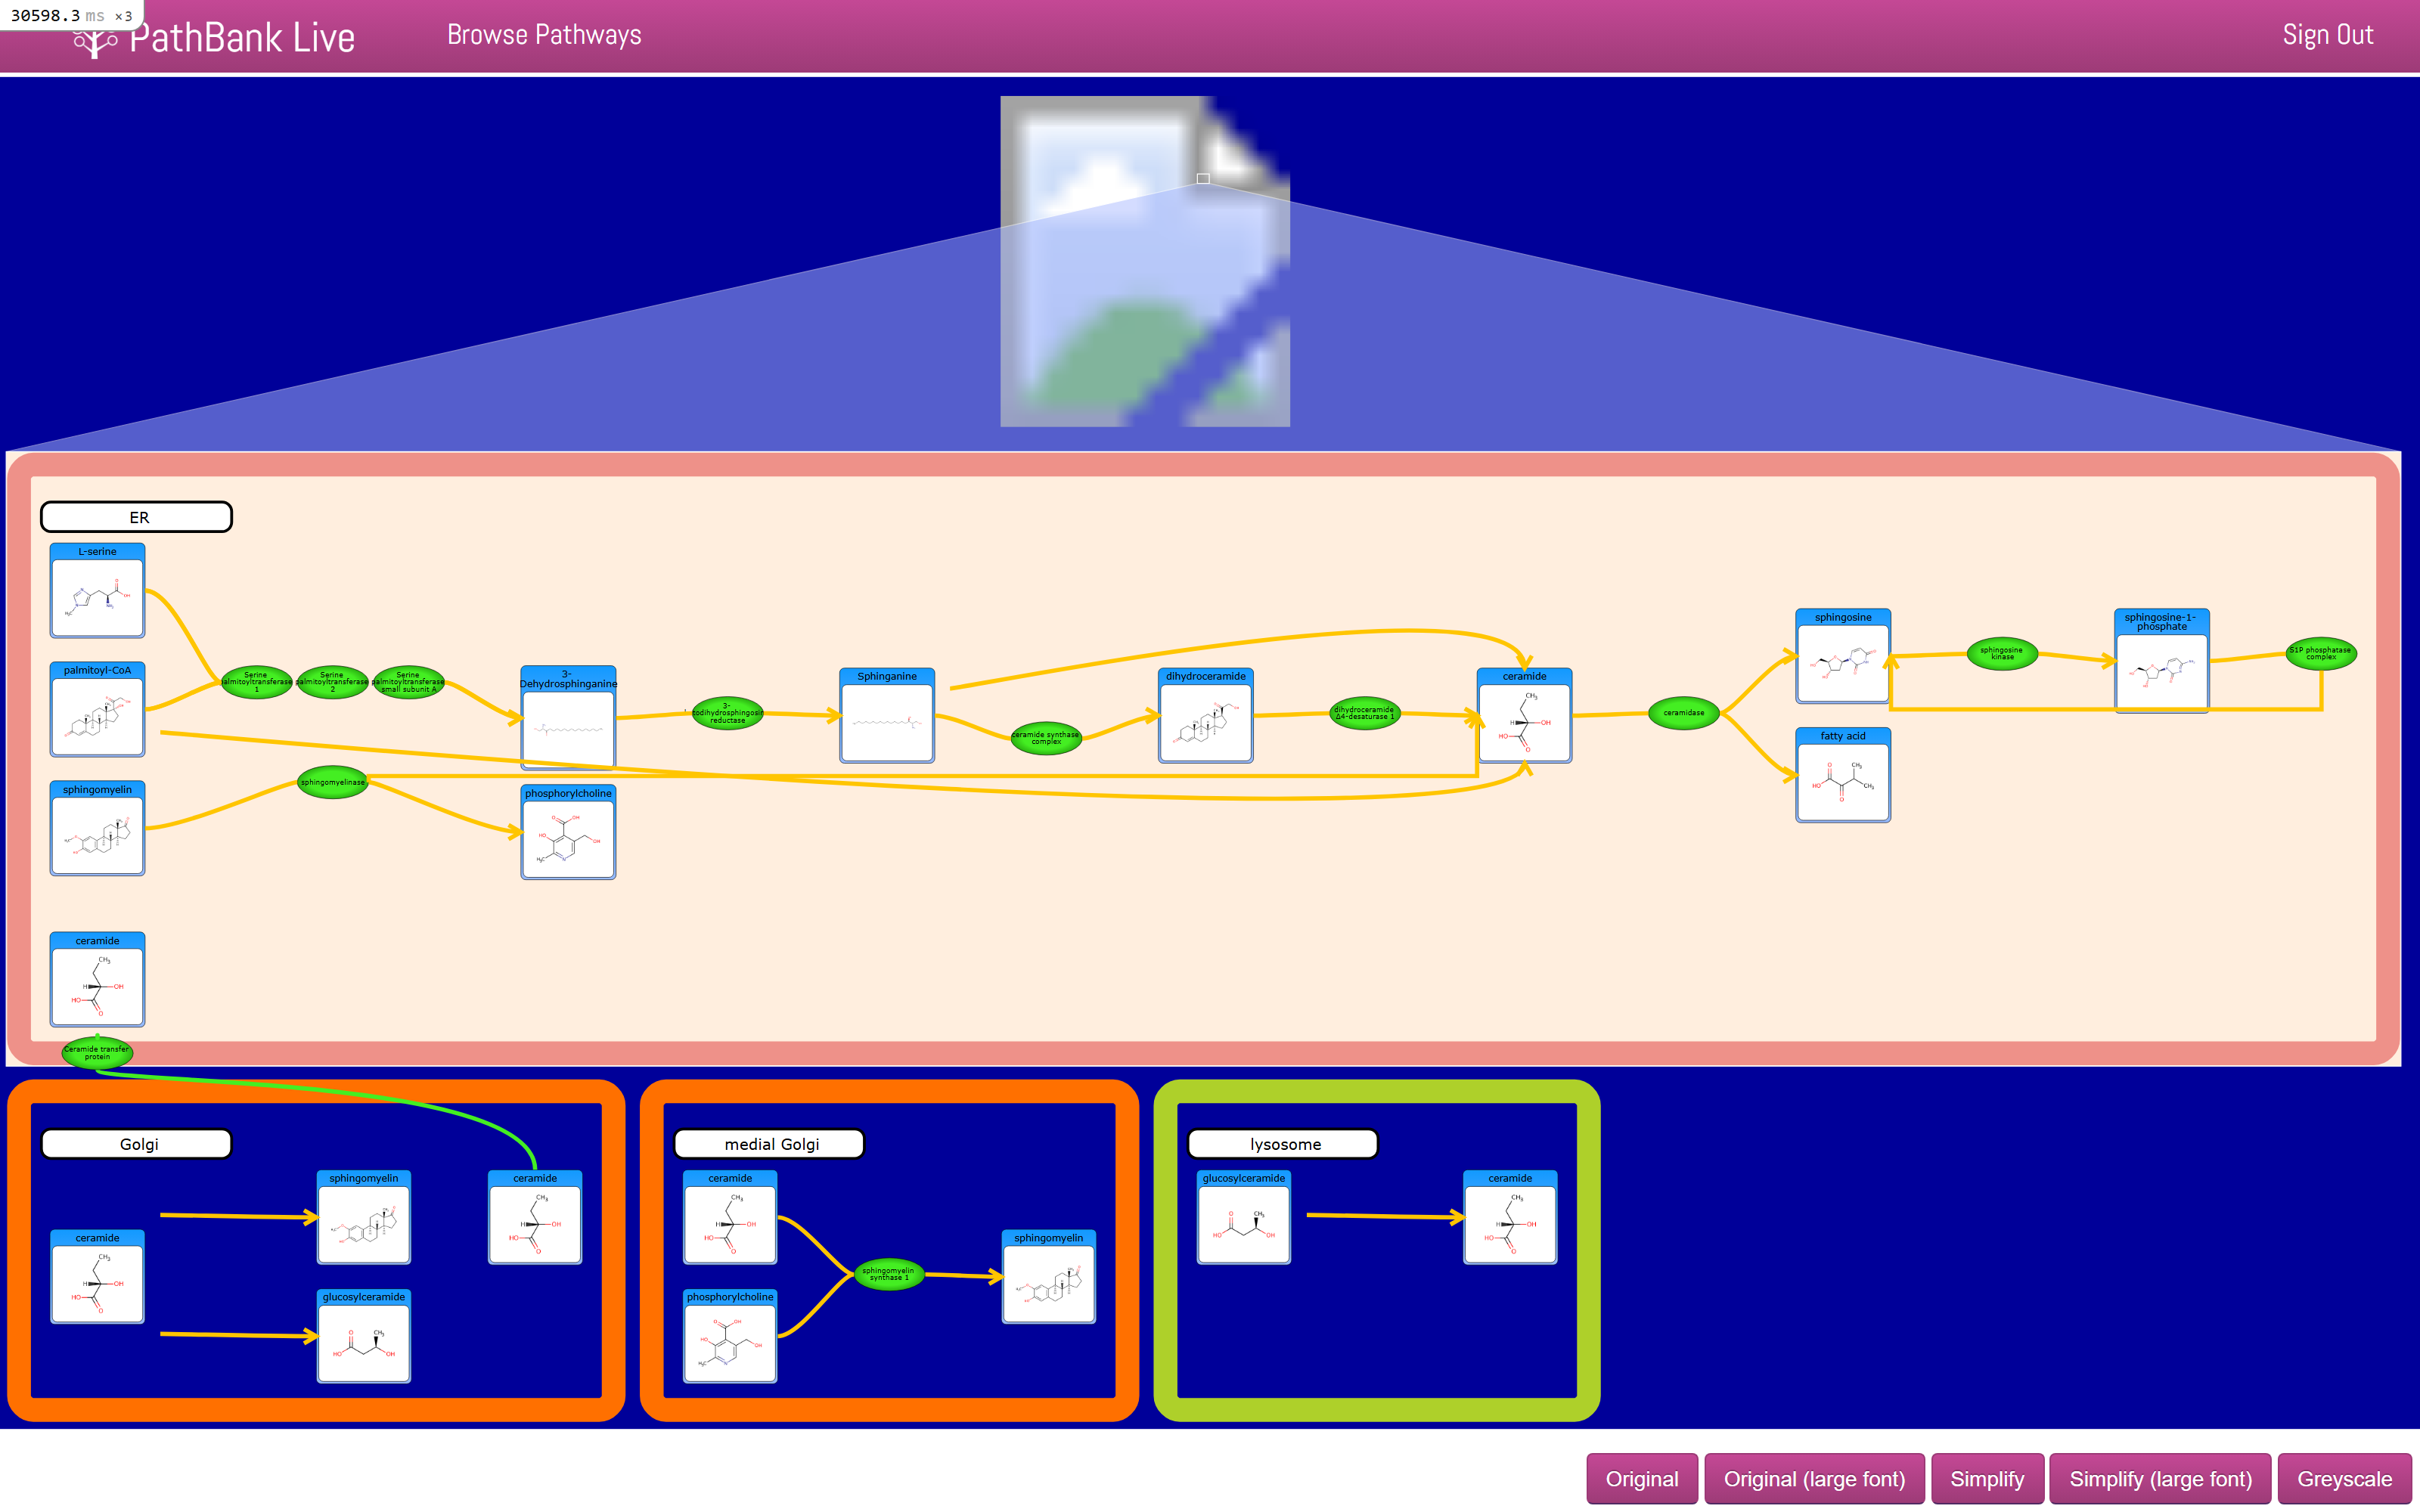 30598.3 ms ×3
PathBank Live
Browse Pathways
Sign Out
ER
L-serine
palmitoyl-CoA
Serine
palmitoyltransferase
1
Serine
palmitoyltransferase
2
Serine
palmitoyltransferase
small subunit A
3-
Dehydrosphinganine
3-
todihydrosphingosin
reductase
Sphinganine
ceramide synthase
complex
dihydroceramide
dihydroceramide
Δ4-desaturase 1
ceramide
ceramidase
sphingosine
fatty acid
sphingosine
kinase
sphingosine-1-
phosphate
S1P phosphatase
complex
sphingomyelin
sphingomyelinase
phosphorylcholine
ceramide
Ceramide transfer
protein
Golgi
ceramide
sphingomyelin
glucosylceramide
ceramide
medial Golgi
ceramide
phosphorylcholine
sphingomyelin
synthase 1
sphingomyelin
lysosome
glucosylceramide
ceramide
Original
Original (large font)
Simplify
Simplify (large font)
Greyscale